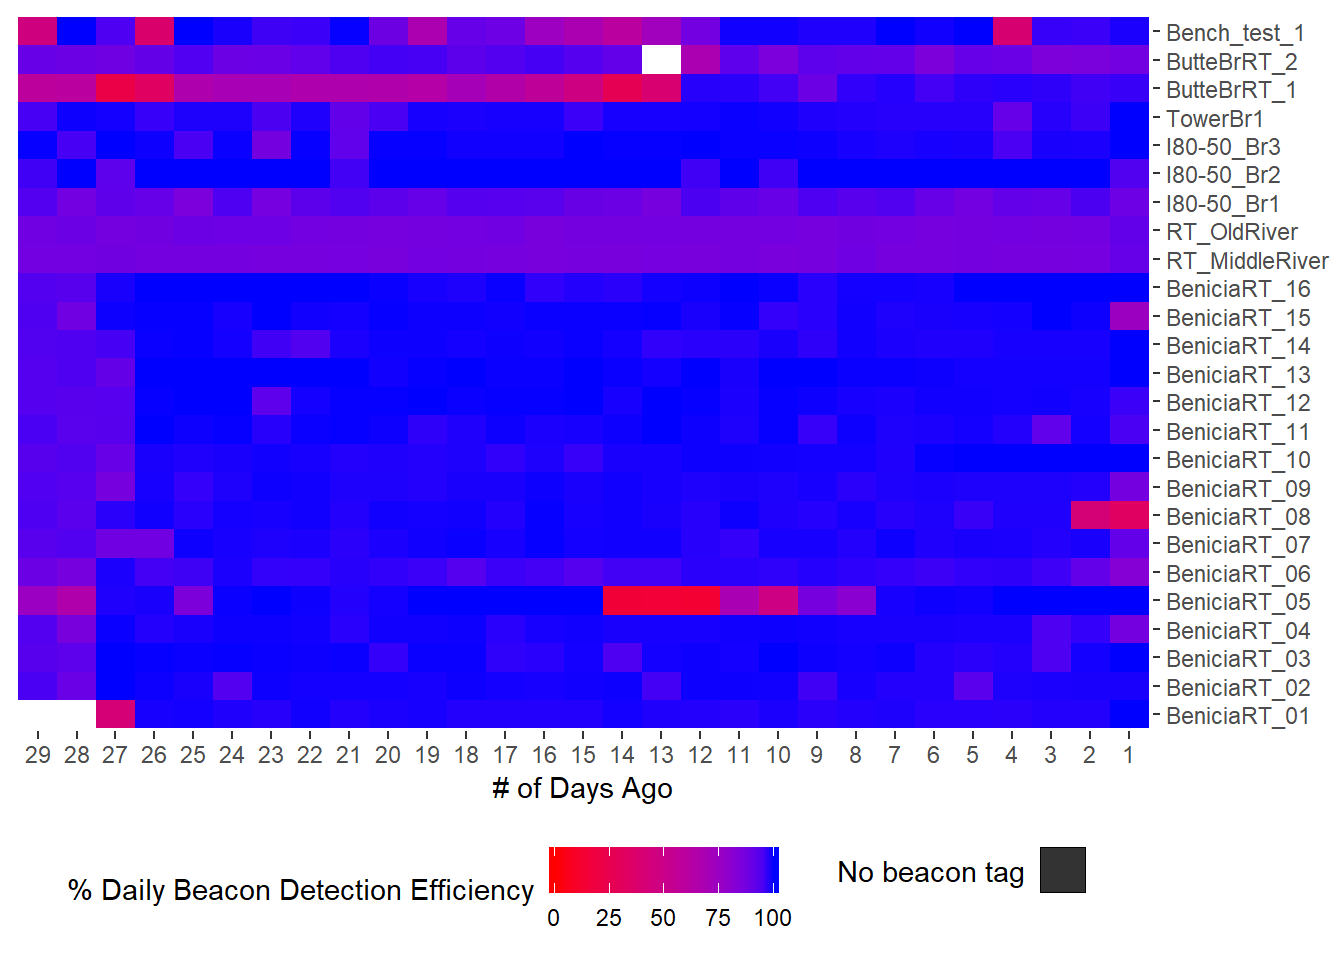 Bench_test_1
ButteBrRT_2
ButteBrRT_1
TowerBr1
I80-50_Br3
I80-50_Br2
I80-50_Br1
RT_OldRiver
RT_MiddleRiver
BeniciaRT_16
BeniciaRT_15
BeniciaRT_14
BeniciaRT_13
BeniciaRT_12
BeniciaRT_11
BeniciaRT_10
BeniciaRT_09
BeniciaRT_08
BeniciaRT_07
BeniciaRT_06
BeniciaRT_05
BeniciaRT_04
BeniciaRT_03
BeniciaRT_02
BeniciaRT_01
29 28 27 26 25 24 23 22 21 20 19 18 17 16 15 14 13 12 11 10 9 8 7 6 5 4 3 2 1
# of Days Ago
% Daily Beacon Detection Efficiency
0 25 50 75 100
No beacon tag